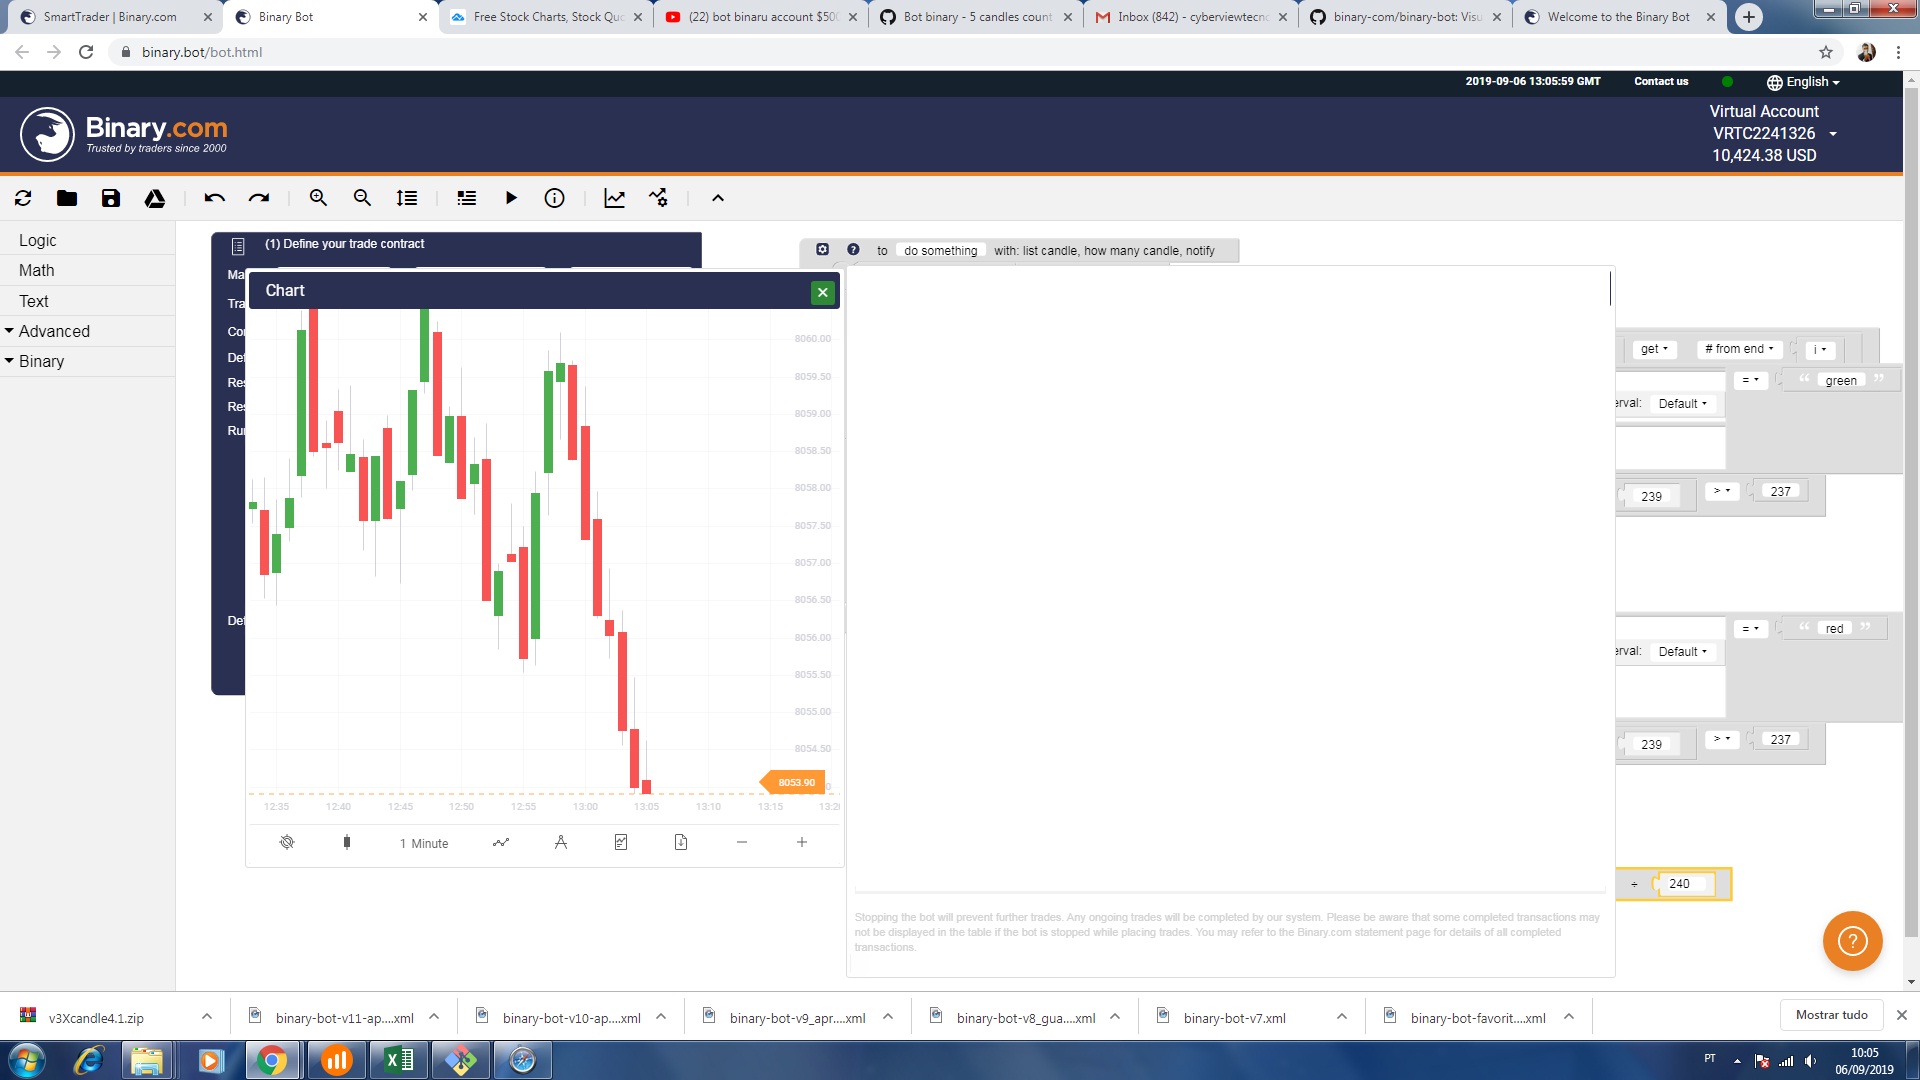 SmartTrader | Binary.com
Binary Bot
Free Stock Charts, Stock Quo
(22) bot binaru account $500
Bot binary - 5 candles count
Inbox (842) - cyberviewtecno
binary-com/binary-bot: Visu
Welcome to the Binary Bot
binary.bot/bot.html
2019-09-06 13:05:59 GMT
Contact us
English
Binary.com
Trusted by traders since 2000
Virtual Account
VRTC2241326
10,424.38 USD
Logic
Math
Text
Advanced
Binary
(1) Define your trade contract
to do something with: list candle, how many candle, notify
Ma
Tra
Co
Def
Res
Res
Ru
Def
Chart
8060.00
8059.50
8059.00
8058.50
8058.00
8057.50
8057.00
8056.50
8056.00
8055.50
8055.00
8054.50
8053.90
12:35 12:40 12:45 12:50 12:55 13:00 13:05 13:10 13:15 13:20
1 Minute
get # from end i
= “ green ”
erval: Default
239 > 237
= “ red ”
erval: Default
239 > 237
÷ 240
Stopping the bot will prevent further trades. Any ongoing trades will be completed by our system. Please be aware that some completed transactions may
not be displayed in the table if the bot is stopped while placing trades. You may refer to the Binary.com statement page for details of all completed
transactions.
?
v3Xcandle4.1.zip
binary-bot-v11-ap....xml
binary-bot-v10-ap....xml
binary-bot-v9_apr....xml
binary-bot-v8_gua....xml
binary-bot-v7.xml
binary-bot-favorit....xml
Mostrar tudo
PT
10:05
06/09/2019